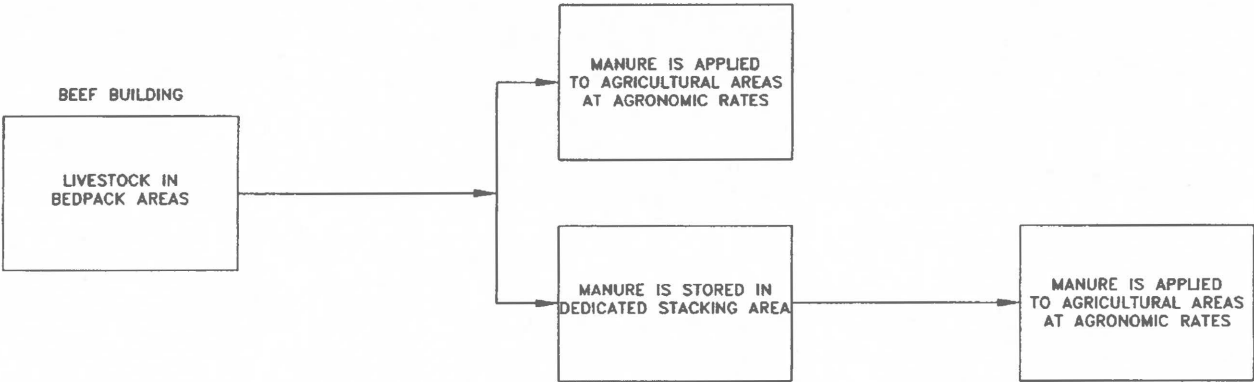 BEEF BUILDING
LIVESTOCK IN
BEDPACK AREAS
MANURE IS APPLIED
TO AGRICULTURAL AREAS
AT AGRONOMIC RATES
MANURE IS STORED IN
DEDICATED STACKING AREA
MANURE IS APPLIED
TO AGRICULTURAL AREAS
AT AGRONOMIC RATES